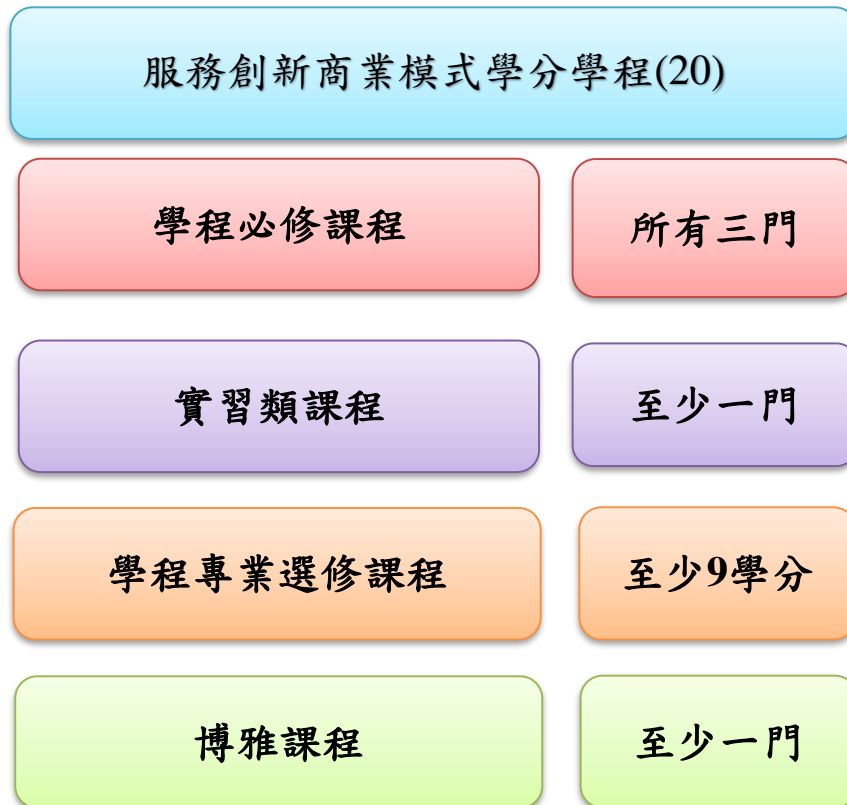 服務創新商業模式學分學程(20)
學程必修課程
所有三門
實習類課程
至少一門
學程專業選修課程
至少9學分
博雅課程
至少一門